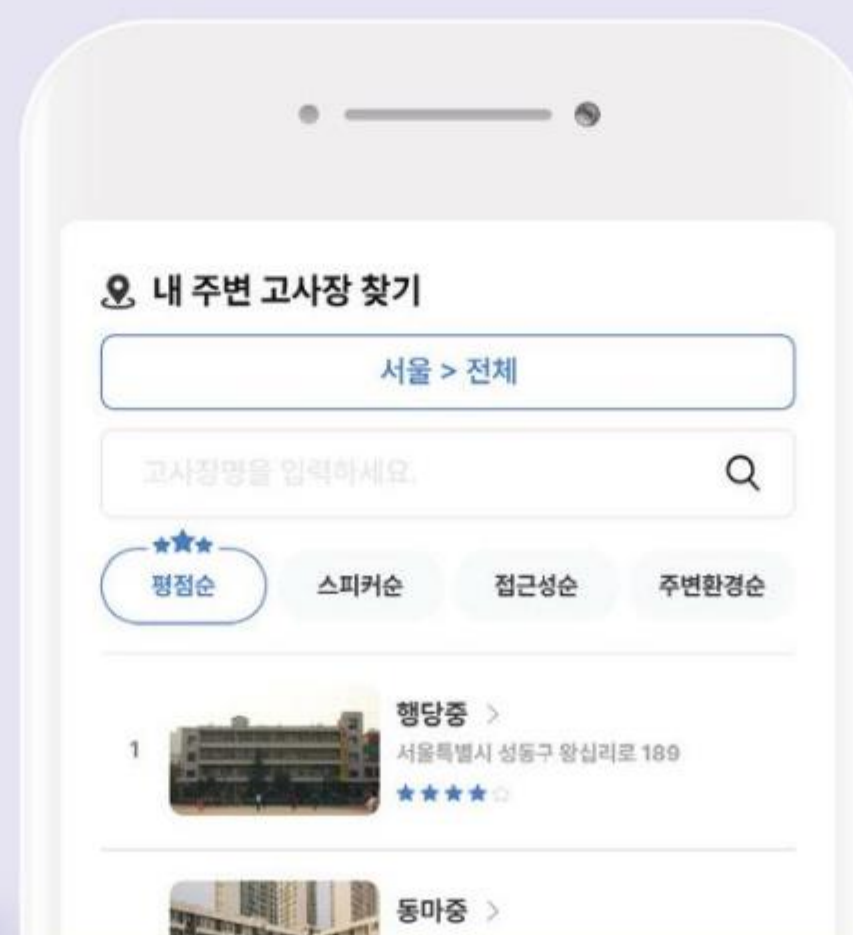 내 주변 고사장 찾기
서울 > 전체
고사장명을 입력하세요.
평점순 스피커순 접근성순 주변환경순
1
행당중 >
서울특별시 성동구 왕십리로 189
동마중 >